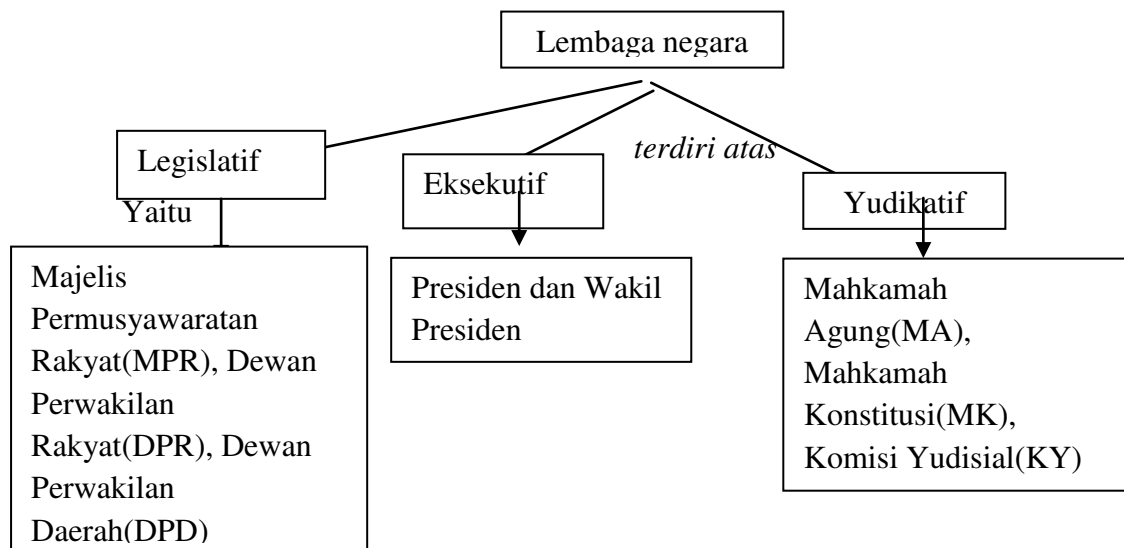 Lembaga negara
terdiri atas
Legislatif
Eksekutif
Yudikatif
Yaitu
Majelis
Permusyawaratan
Rakyat(MPR), Dewan
Perwakilan
Rakyat(DPR), Dewan
Perwakilan
Daerah(DPD)
Presiden dan Wakil
Presiden
Mahkamah
Agung(MA),
Mahkamah
Konstitusi(MK),
Komisi Yudisial(KY)